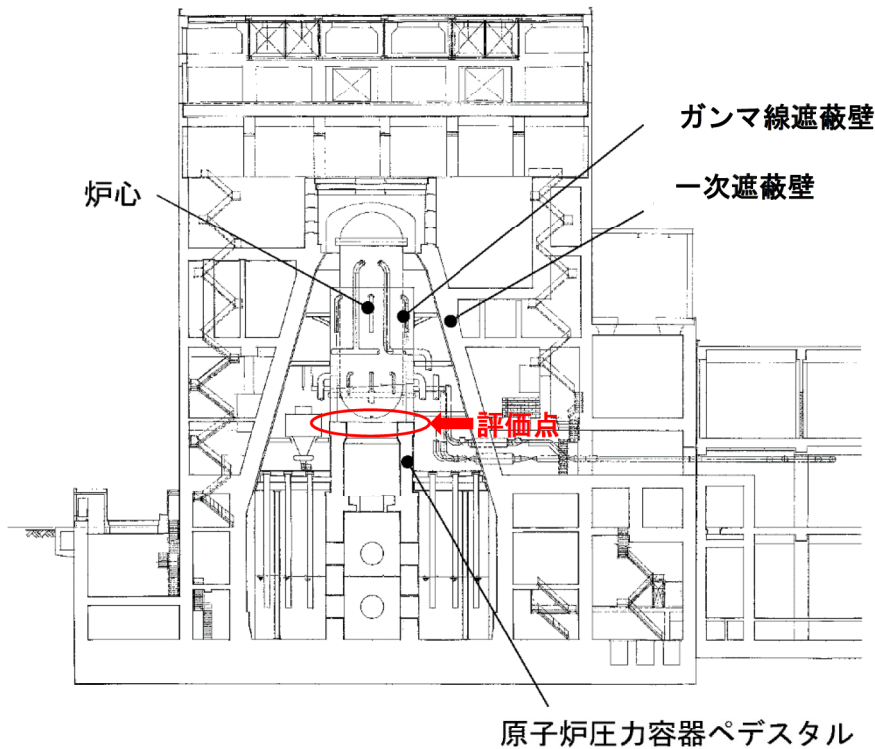 ガンマ線遮蔽壁
炉心
一次遮蔽壁
評価点
原子炉圧力容器ペデスタル